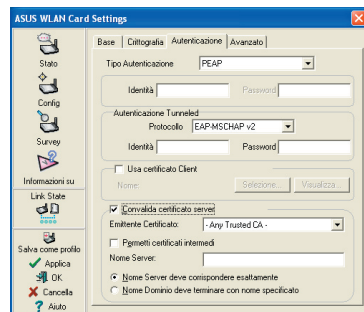 ASUS WLAN Card Settings
Stato
Config
Survey
Informazioni su
Link State
Salva come profilo
Applica
OK
Cancella
? Aiuto
Base Crittografia Autenticazione Avanzato
Tipo Autenticazione PEAP
Identità Password
Autenticazione Tunneled
Protocollo EAP-MSCHAP v2
Identità Password
Usa certificato Client
Nome: Selezione... Visualizza...
Convalida certificato server
Emittente Certificato: - Any Trusted CA -
Permetti certificati intermedi
Nome Server:
Nome Server deve corrispondere esattamente
Nome Dominio deve terminare con nome specificato